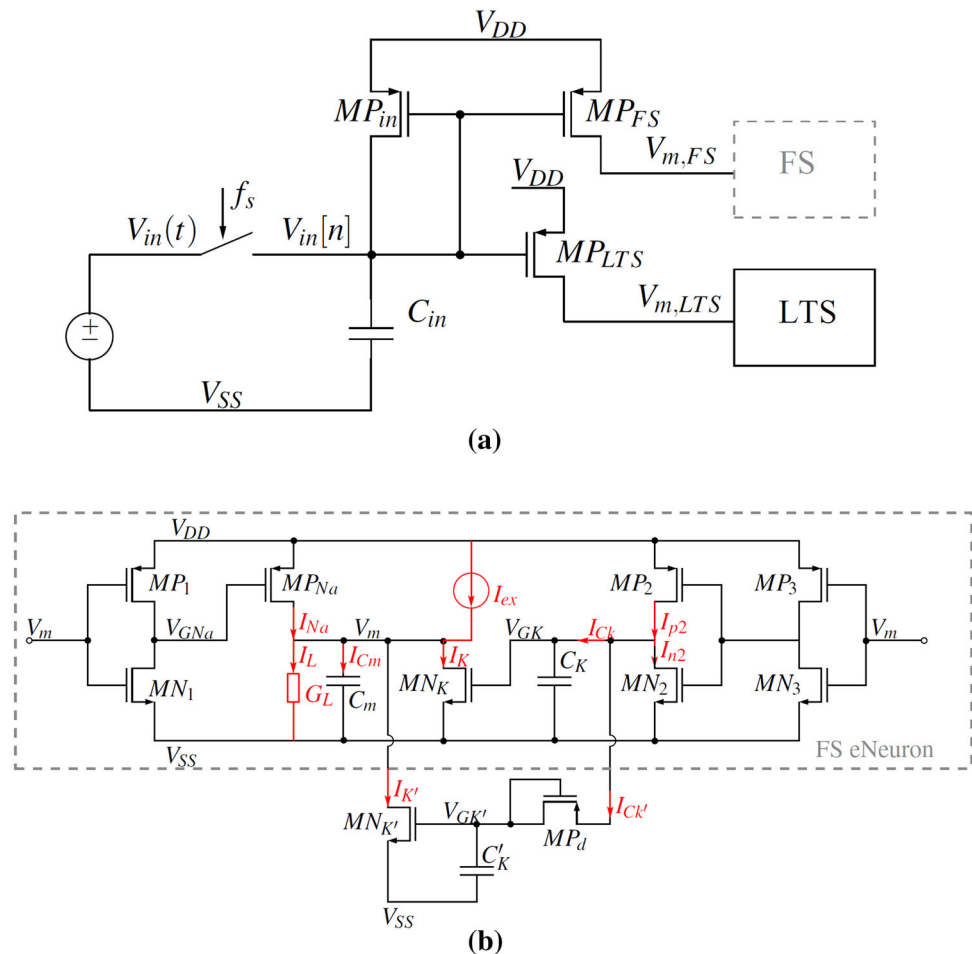 V_DD
MP_in
MP_FS
V_m,FS
FS
V_DD
f_s
V_in(t)
V_in[n]
MP_LTS
V_m,LTS
LTS
±
C_in
V_SS
(a)
V_DD
MP_1
MP_Na
MP_2
MP_3
I_ex
V_m
V_GNa
I_Na
V_m
V_GK
I_Ck
I_p2
V_m
I_L
I_Cm
I_K
C_K
I_n2
MN_1
G_L
C_m
MN_K
MN_2
MN_3
V_SS
FS eNeuron
I_K'
V_GK'
I_Ck'
MN_K'
MP_d
C'_K
V_SS
(b)